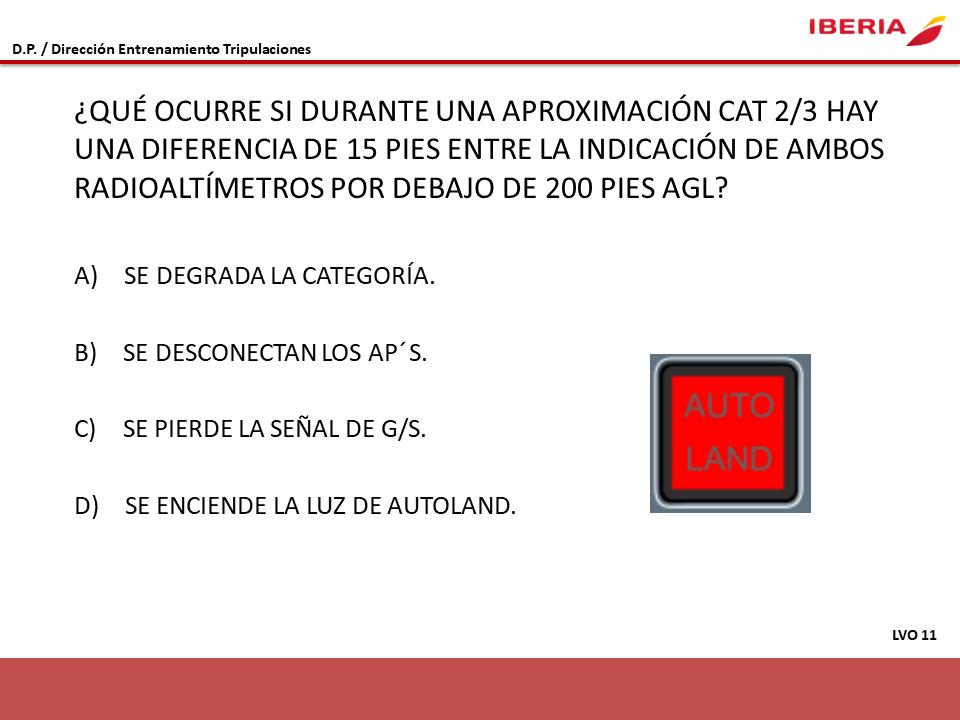 IBERIA
D.P. / Dirección Entrenamiento Tripulaciones
¿QUÉ OCURRE SI DURANTE UNA APROXIMACIÓN CAT 2/3 HAY
UNA DIFERENCIA DE 15 PIES ENTRE LA INDICACIÓN DE AMBOS
RADIOALTÍMETROS POR DEBAJO DE 200 PIES AGL?
A) SE DEGRADA LA CATEGORÍA.
B) SE DESCONECTAN LOS AP´S.
C) SE PIERDE LA SEÑAL DE G/S.
D) SE ENCIENDE LA LUZ DE AUTOLAND.
AUTO
LAND
LVO 11